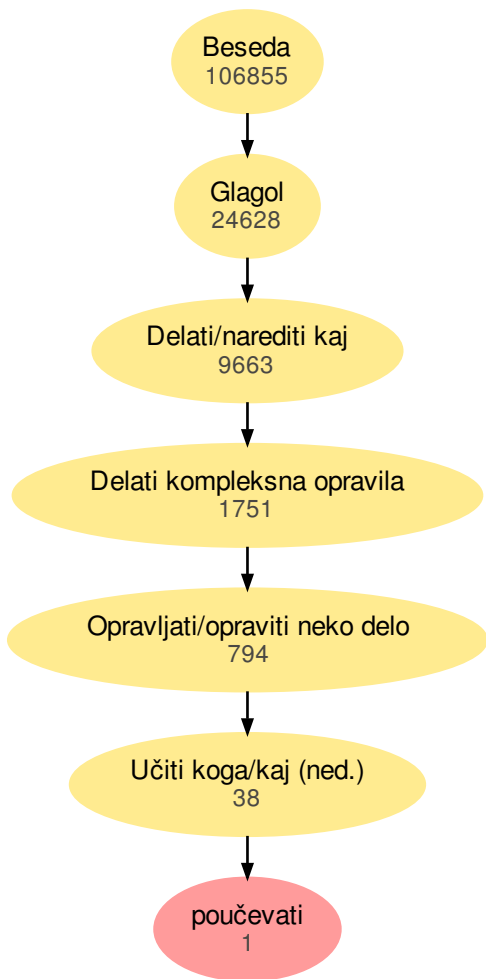 Beseda
106855
Glagol
24628
Delati/narediti kaj
9663
Delati kompleksna opravila
1751
Opravljati/opraviti neko delo
794
Učiti koga/kaj (ned.)
38
poučevati
1